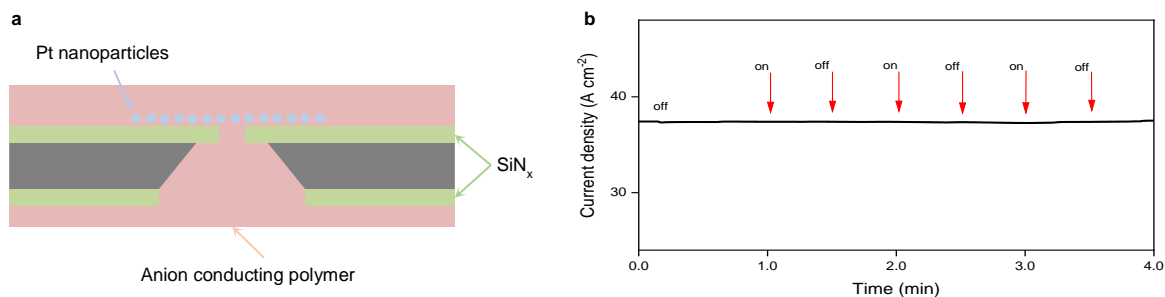 a
Pt nanoparticles
SiNx
Anion conducting polymer
b
Current density (A cm-2)
40
30
off
on
off
on
off
on
off
0.0 1.0 2.0 3.0 4.0
Time (min)